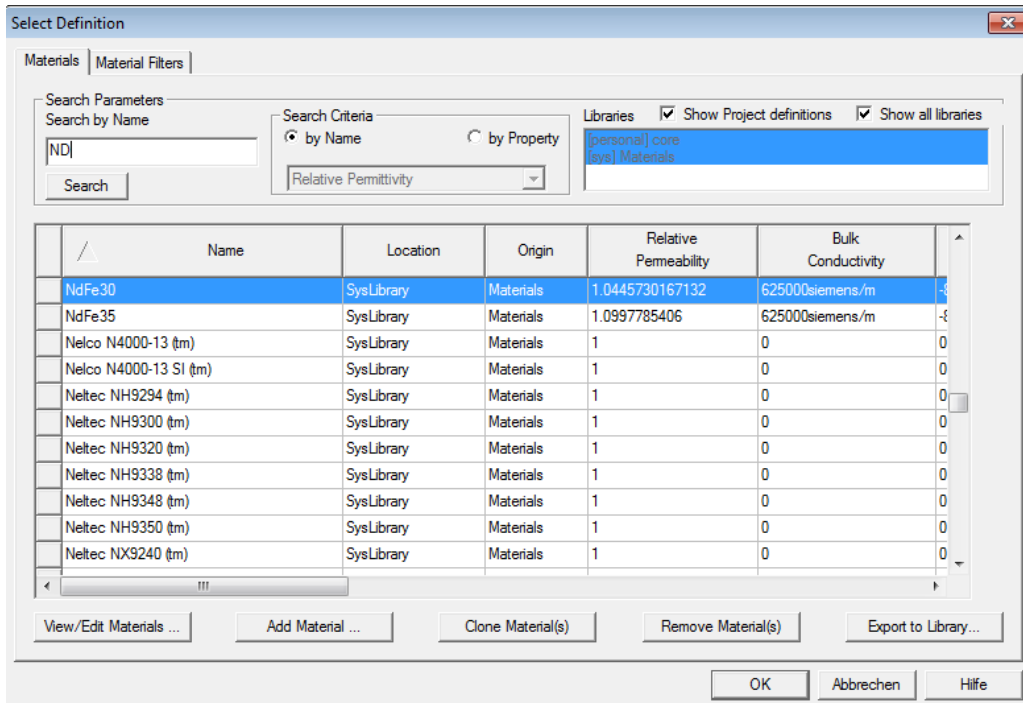 Select Definition
Materials Material Filters
Search Parameters
Search by Name
ND
Search
Search Criteria
by Name by Property
Relative Permittivity
Libraries Show Project definitions Show all libraries
[personal] core
[sys] Materials
Name Location Origin Relative Permeability Bulk Conductivity
NdFe30 SysLibrary Materials 1.0445730167132 625000siemens/m -8
NdFe35 SysLibrary Materials 1.0997785406 625000siemens/m -8
Nelco N4000-13 (tm) SysLibrary Materials 1 0 0
Nelco N4000-13 SI (tm) SysLibrary Materials 1 0 0
Neltec NH9294 (tm) SysLibrary Materials 1 0 0
Neltec NH9300 (tm) SysLibrary Materials 1 0 0
Neltec NH9320 (tm) SysLibrary Materials 1 0 0
Neltec NH9338 (tm) SysLibrary Materials 1 0 0
Neltec NH9348 (tm) SysLibrary Materials 1 0 0
Neltec NH9350 (tm) SysLibrary Materials 1 0 0
Neltec NX9240 (tm) SysLibrary Materials 1 0 0
View/Edit Materials ... Add Material ... Clone Material(s) Remove Material(s) Export to Library...
OK Abbrechen Hilfe